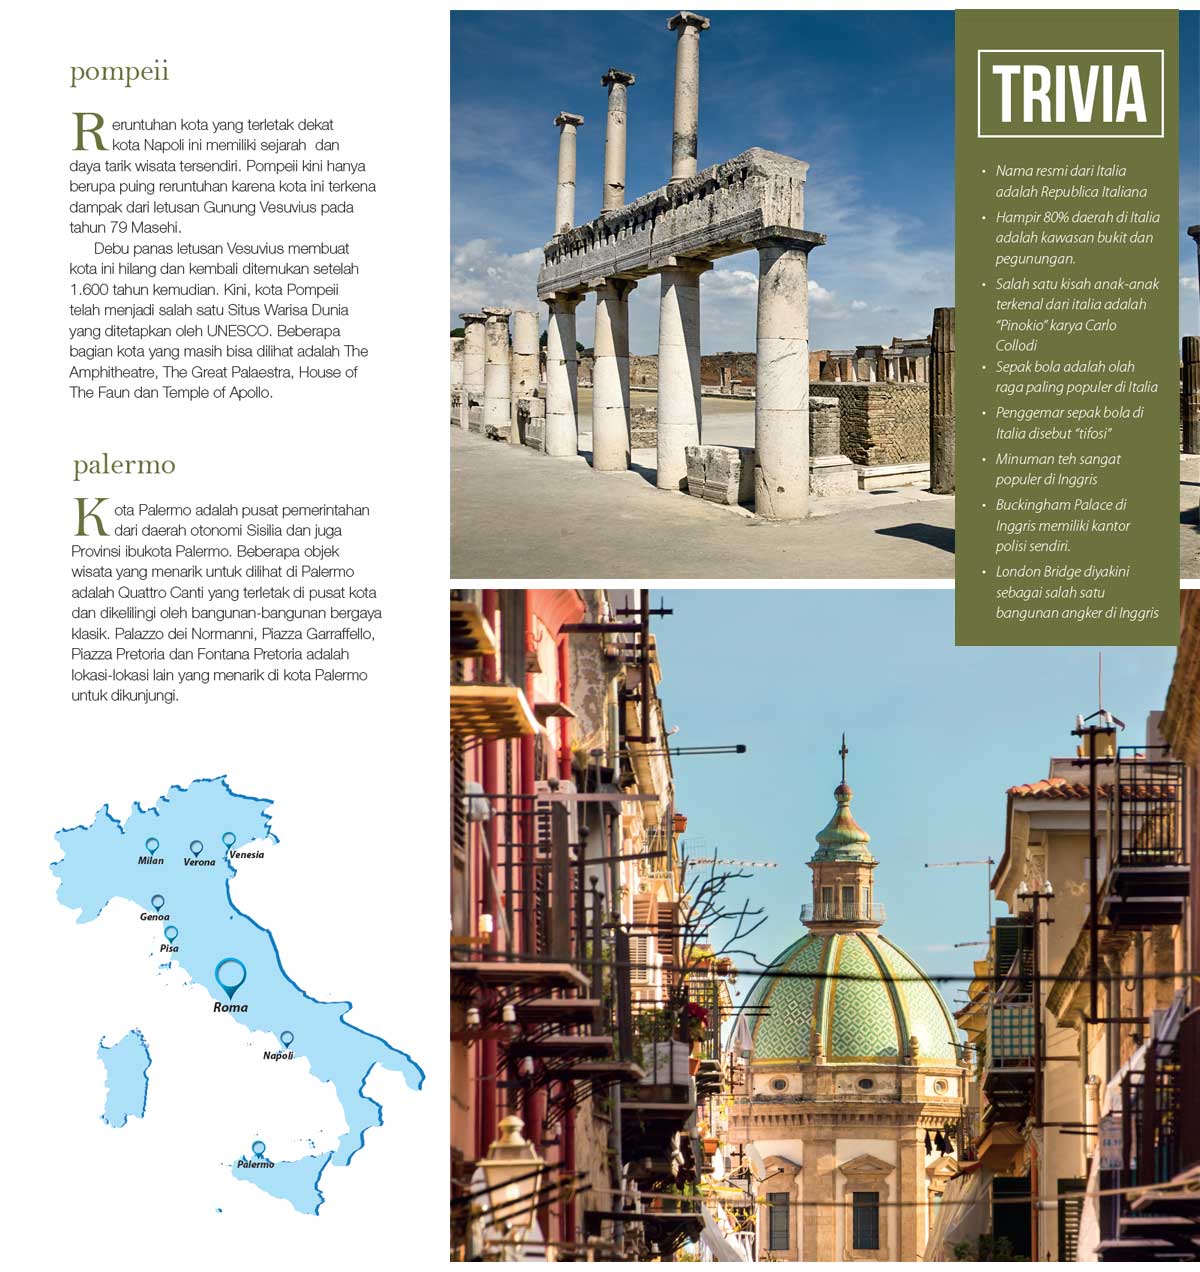 pompeii
Reruntuhan kota yang terletak dekat
kota Napoli ini memiliki sejarah dan
daya tarik wisata tersendiri. Pompeii kini hanya
berupa puing reruntuhan karena kota ini terkena
dampak dari letusan Gunung Vesuvius pada
tahun 79 Masehi.
Debu panas letusan Vesuvius membuat
kota ini hilang dan kembali ditemukan setelah
1.600 tahun kemudian. Kini, kota Pompeii
telah menjadi salah satu Situs Warisa Dunia
yang ditetapkan oleh UNESCO. Beberapa
bagian kota yang masih bisa dilihat adalah The
Amphitheatre, The Great Palaestra, House of
The Faun dan Temple of Apollo.
palermo
Kota Palermo adalah pusat pemerintahan
dari daerah otonomi Sisilia dan juga
Provinsi ibukota Palermo. Beberapa objek
wisata yang menarik untuk dilihat di Palermo
adalah Quattro Canti yang terletak di pusat kota
dan dikelilingi oleh bangunan-bangunan bergaya
klasik. Palazzo dei Normanni, Piazza Garraffello,
Piazza Pretoria dan Fontana Pretoria adalah
lokasi-lokasi lain yang menarik di kota Palermo
untuk dikunjungi.
Milan
Verona
Venesia
Genoa
Pisa
Roma
Napoli
Palermo
TRIVIA
• Nama resmi dari Italia
adalah Republica Italiana
• Hampir 80% daerah di Italia
adalah kawasan bukit dan
pegunungan.
• Salah satu kisah anak-anak
terkenal dari italia adalah
“Pinokio” karya Carlo
Collodi
• Sepak bola adalah olah
raga paling populer di Italia
• Penggemar sepak bola di
Italia disebut “tifosi”
• Minuman teh sangat
populer di Inggris
• Buckingham Palace di
Inggris memiliki kantor
polisi sendiri.
• London Bridge diyakini
sebagai salah satu
bangunan angker di Inggris